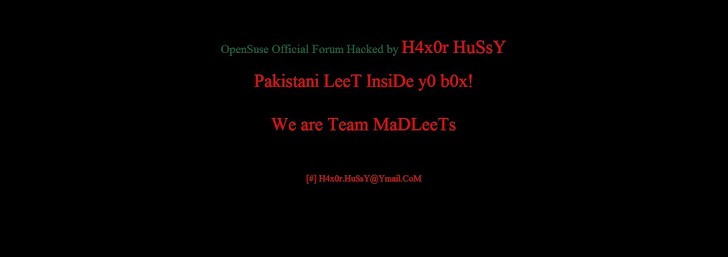 OpenSuse Official Forum Hacked by H4x0r HuSsY
Pakistani LeeT InsiDe y0 b0x!
We are Team MaDLeeTs
[#] H4x0r.HuSsY@Ymail.CoM